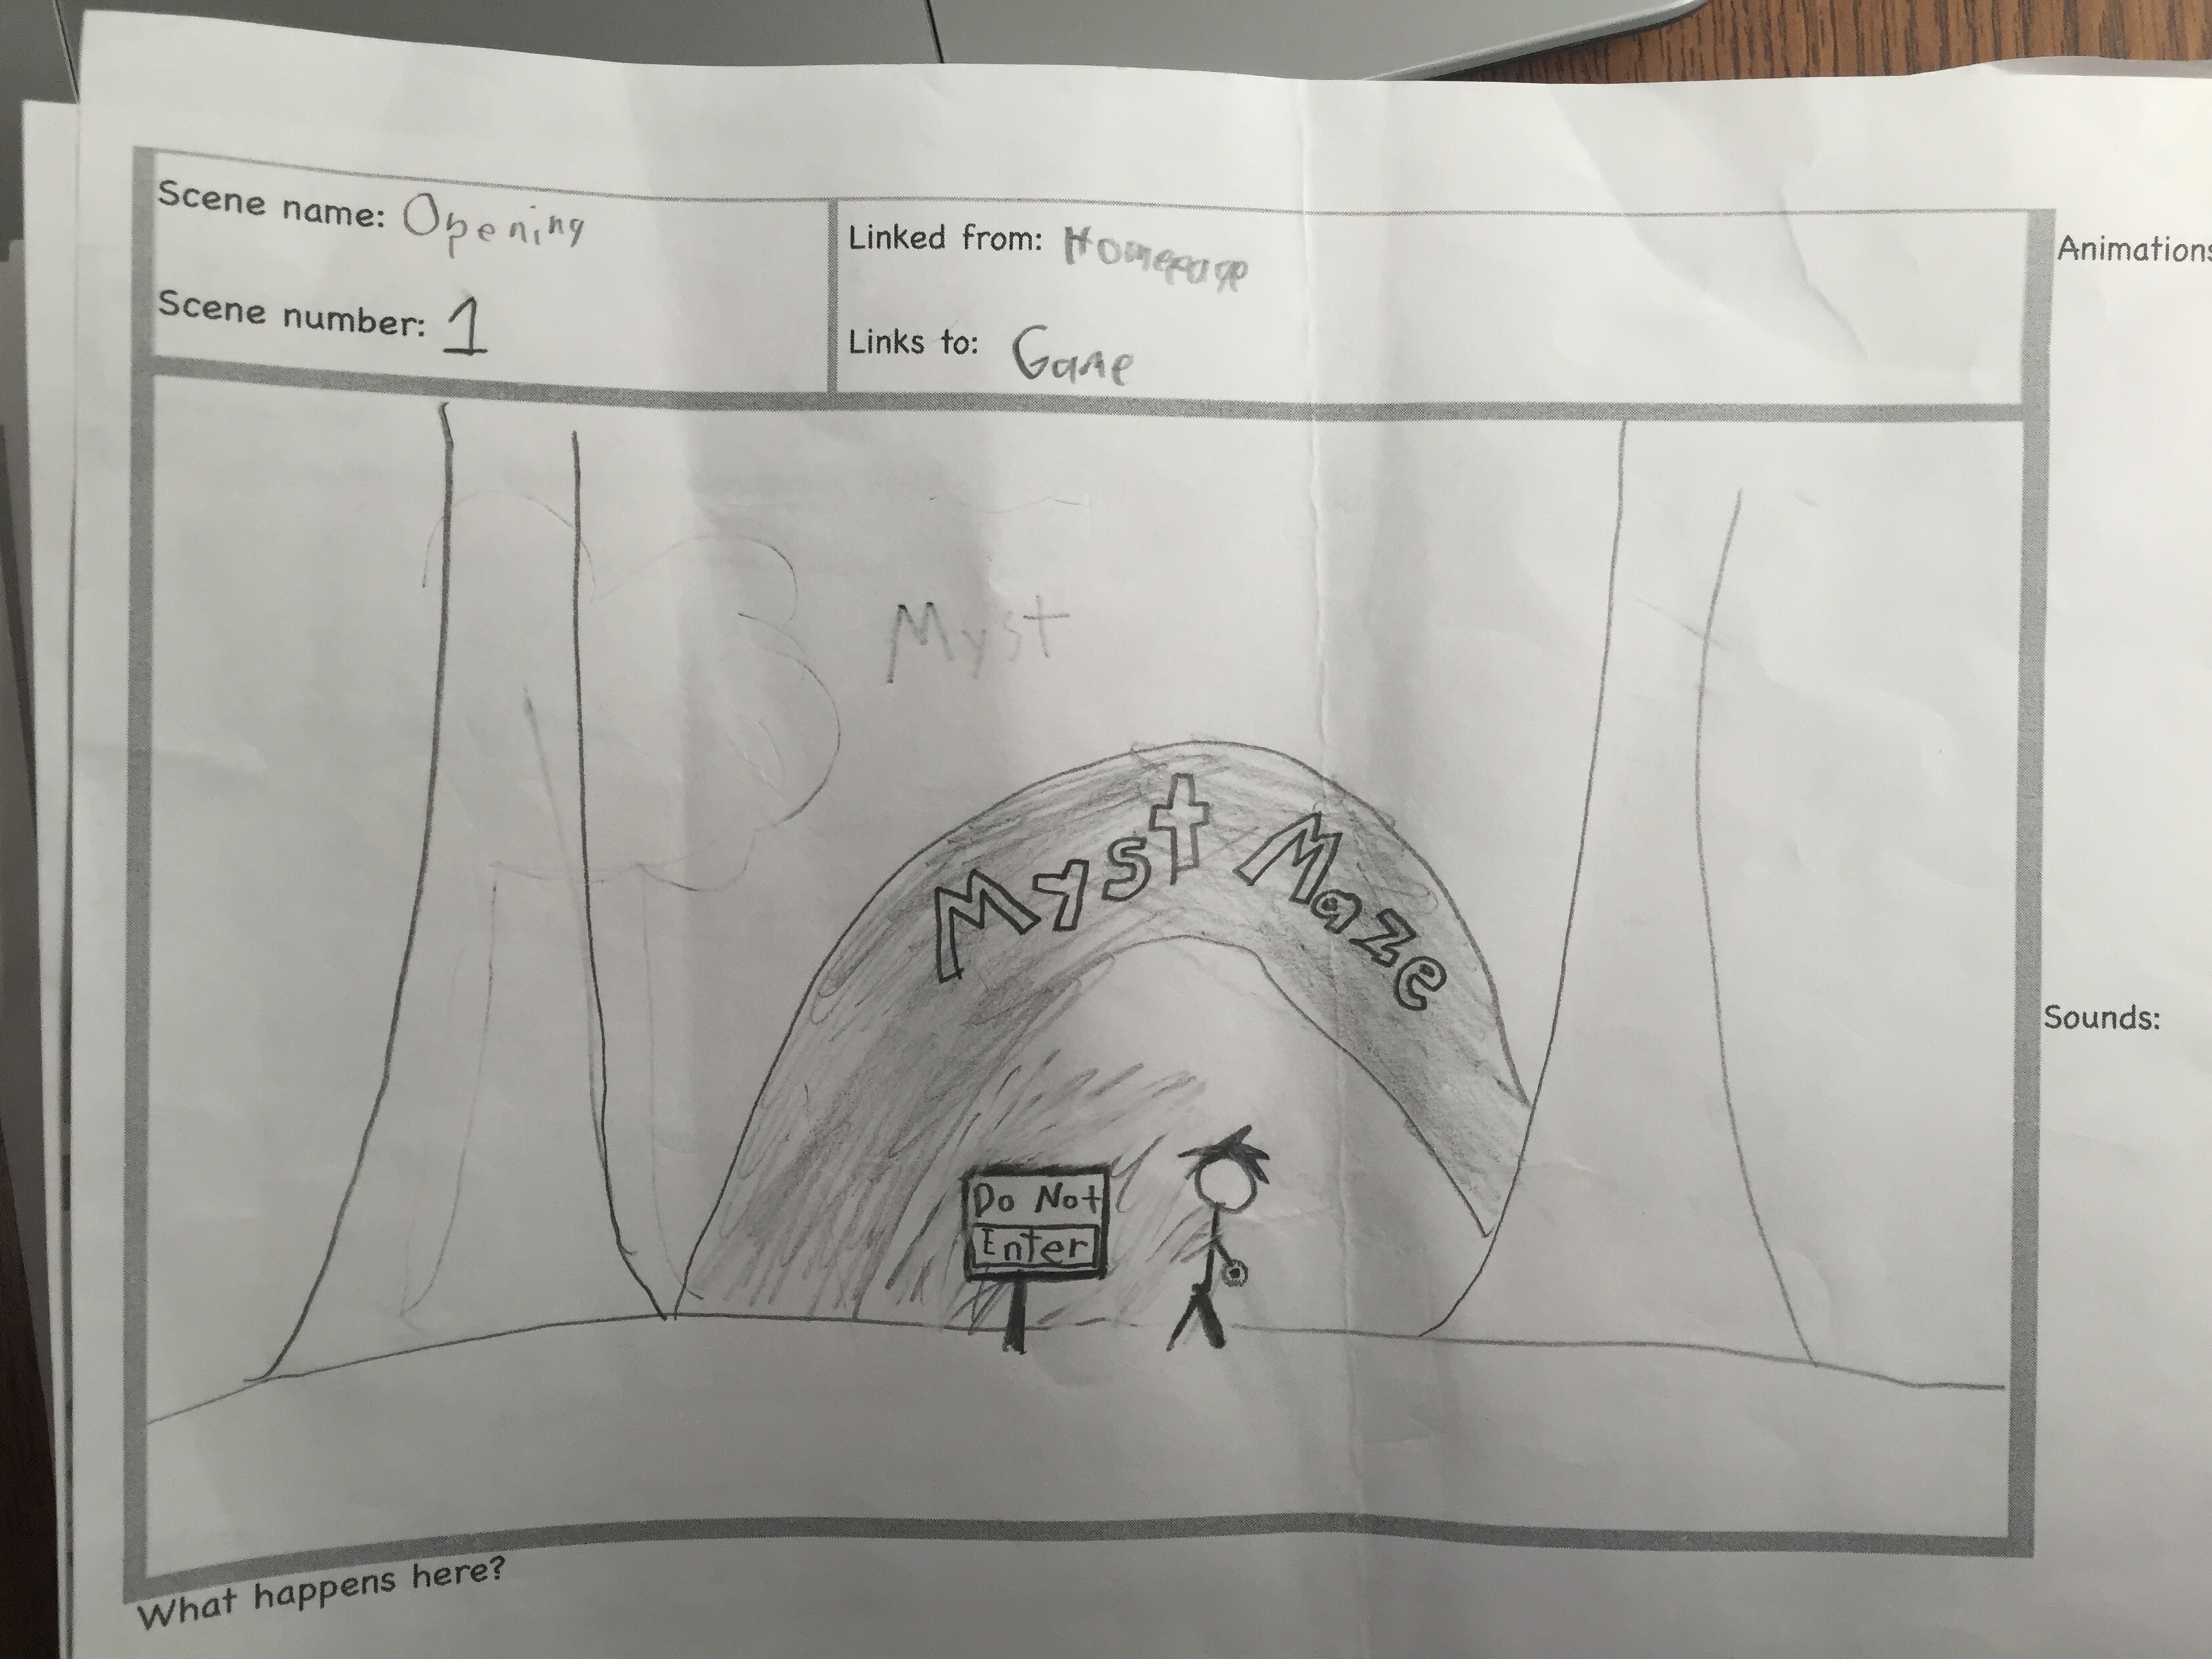 Scene name: Opening
Scene number: 1
Linked from: Homepage
Links to: Game
Animations
Myst
Myst Maze
Do Not
Enter
Sounds:
What happens here?